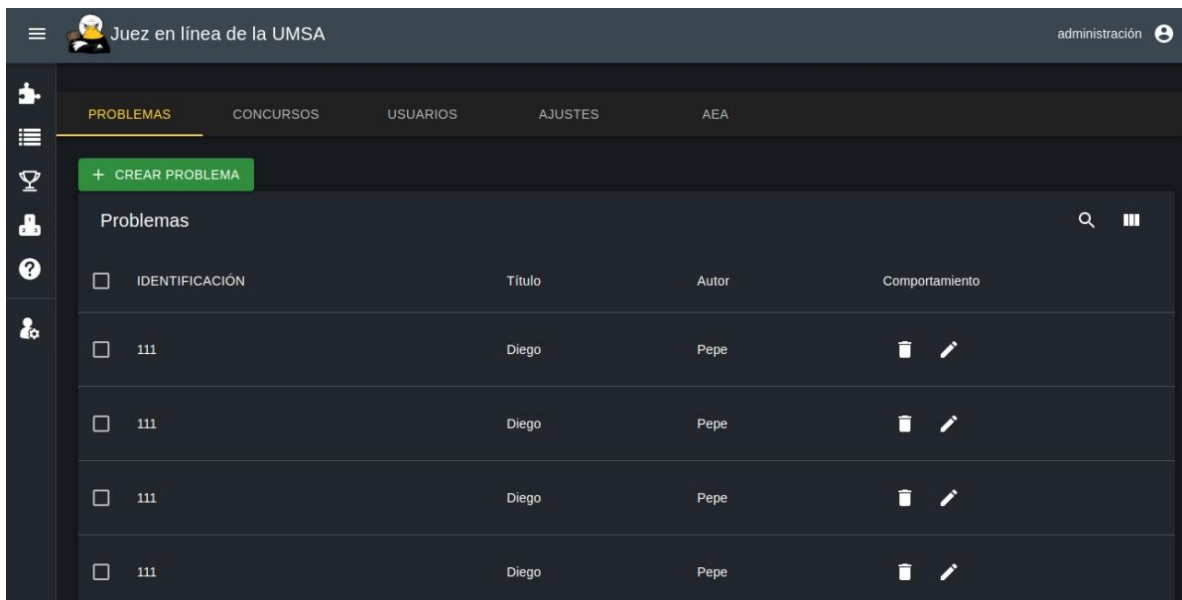 Juez en línea de la UMSA administración
PROBLEMAS CONCURSOS USUARIOS AJUSTES AEA
+ CREAR PROBLEMA
Problemas
IDENTIFICACIÓN Título Autor Comportamiento
111 Diego Pepe
111 Diego Pepe
111 Diego Pepe
111 Diego Pepe